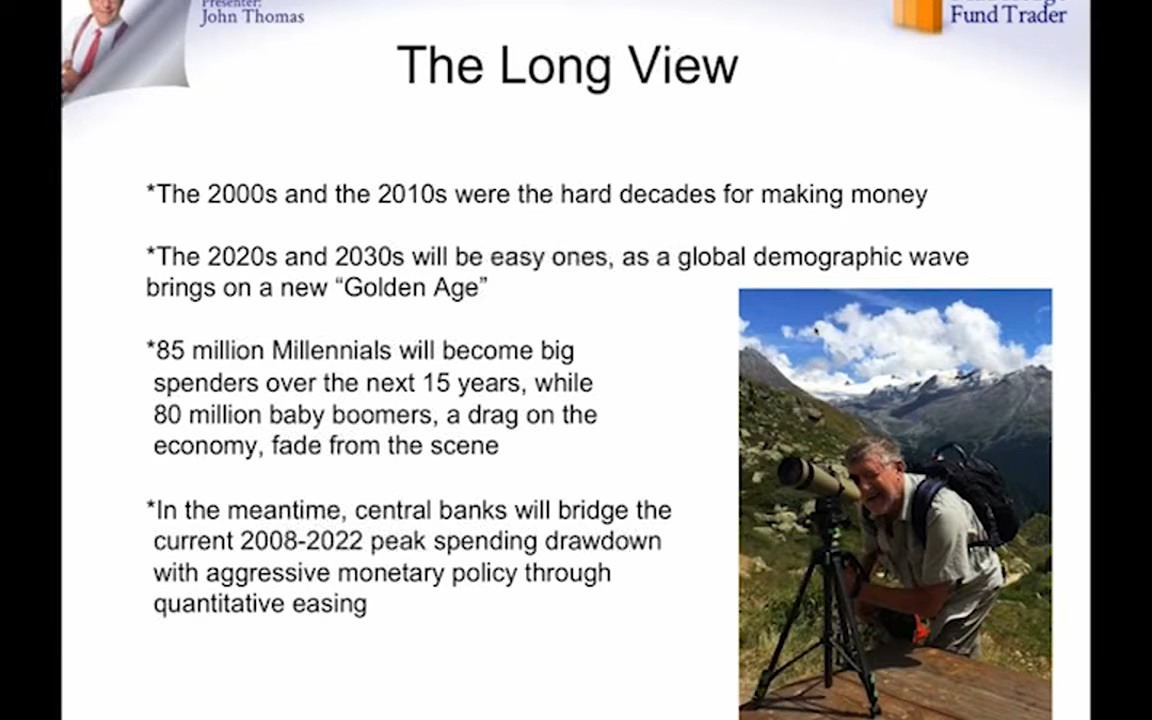 Presenter:
John Thomas
Fund Trader
The Long View
*The 2000s and the 2010s were the hard decades for making money
*The 2020s and 2030s will be easy ones, as a global demographic wave
brings on a new “Golden Age”
*85 million Millennials will become big
spenders over the next 15 years, while
80 million baby boomers, a drag on the
economy, fade from the scene
*In the meantime, central banks will bridge the
current 2008-2022 peak spending drawdown
with aggressive monetary policy through
quantitative easing